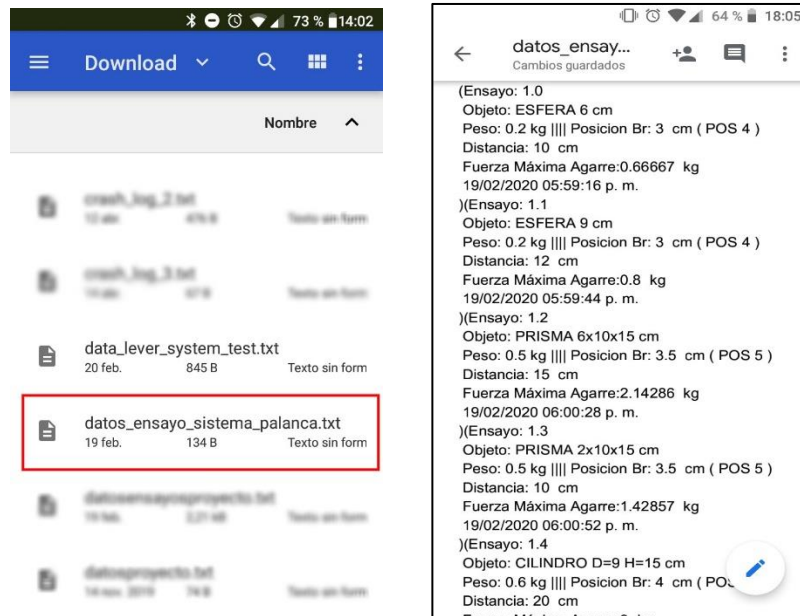 73 % 14:02
Download
Nombre
crash_log_2.txt
crash_log_3.txt
data_lever_system_test.txt
20 feb. 845 B Texto sin form
datos_ensayo_sistema_palanca.txt
19 feb. 134 B Texto sin form
datosensayosproyecto.txt
datosproyecto.txt
64 % 18:05
datos_ensay...
Cambios guardados
(Ensayo: 1.0
Objeto: ESFERA 6 cm
Peso: 0.2 kg |||| Posicion Br: 3 cm ( POS 4 )
Distancia: 10 cm
Fuerza Máxima Agarre:0.66667 kg
19/02/2020 05:59:16 p. m.
)(Ensayo: 1.1
Objeto: ESFERA 9 cm
Peso: 0.2 kg |||| Posicion Br: 3 cm ( POS 4 )
Distancia: 12 cm
Fuerza Máxima Agarre:0.8 kg
19/02/2020 05:59:44 p. m.
)(Ensayo: 1.2
Objeto: PRISMA 6x10x15 cm
Peso: 0.5 kg |||| Posicion Br: 3.5 cm ( POS 5 )
Distancia: 15 cm
Fuerza Máxima Agarre:2.14286 kg
19/02/2020 06:00:28 p. m.
)(Ensayo: 1.3
Objeto: PRISMA 2x10x15 cm
Peso: 0.5 kg |||| Posicion Br: 3.5 cm ( POS 5 )
Distancia: 10 cm
Fuerza Máxima Agarre:1.42857 kg
19/02/2020 06:00:52 p. m.
)(Ensayo: 1.4
Objeto: CILINDRO D=9 H=15 cm
Peso: 0.6 kg |||| Posicion Br: 4 cm ( POS
Distancia: 20 cm